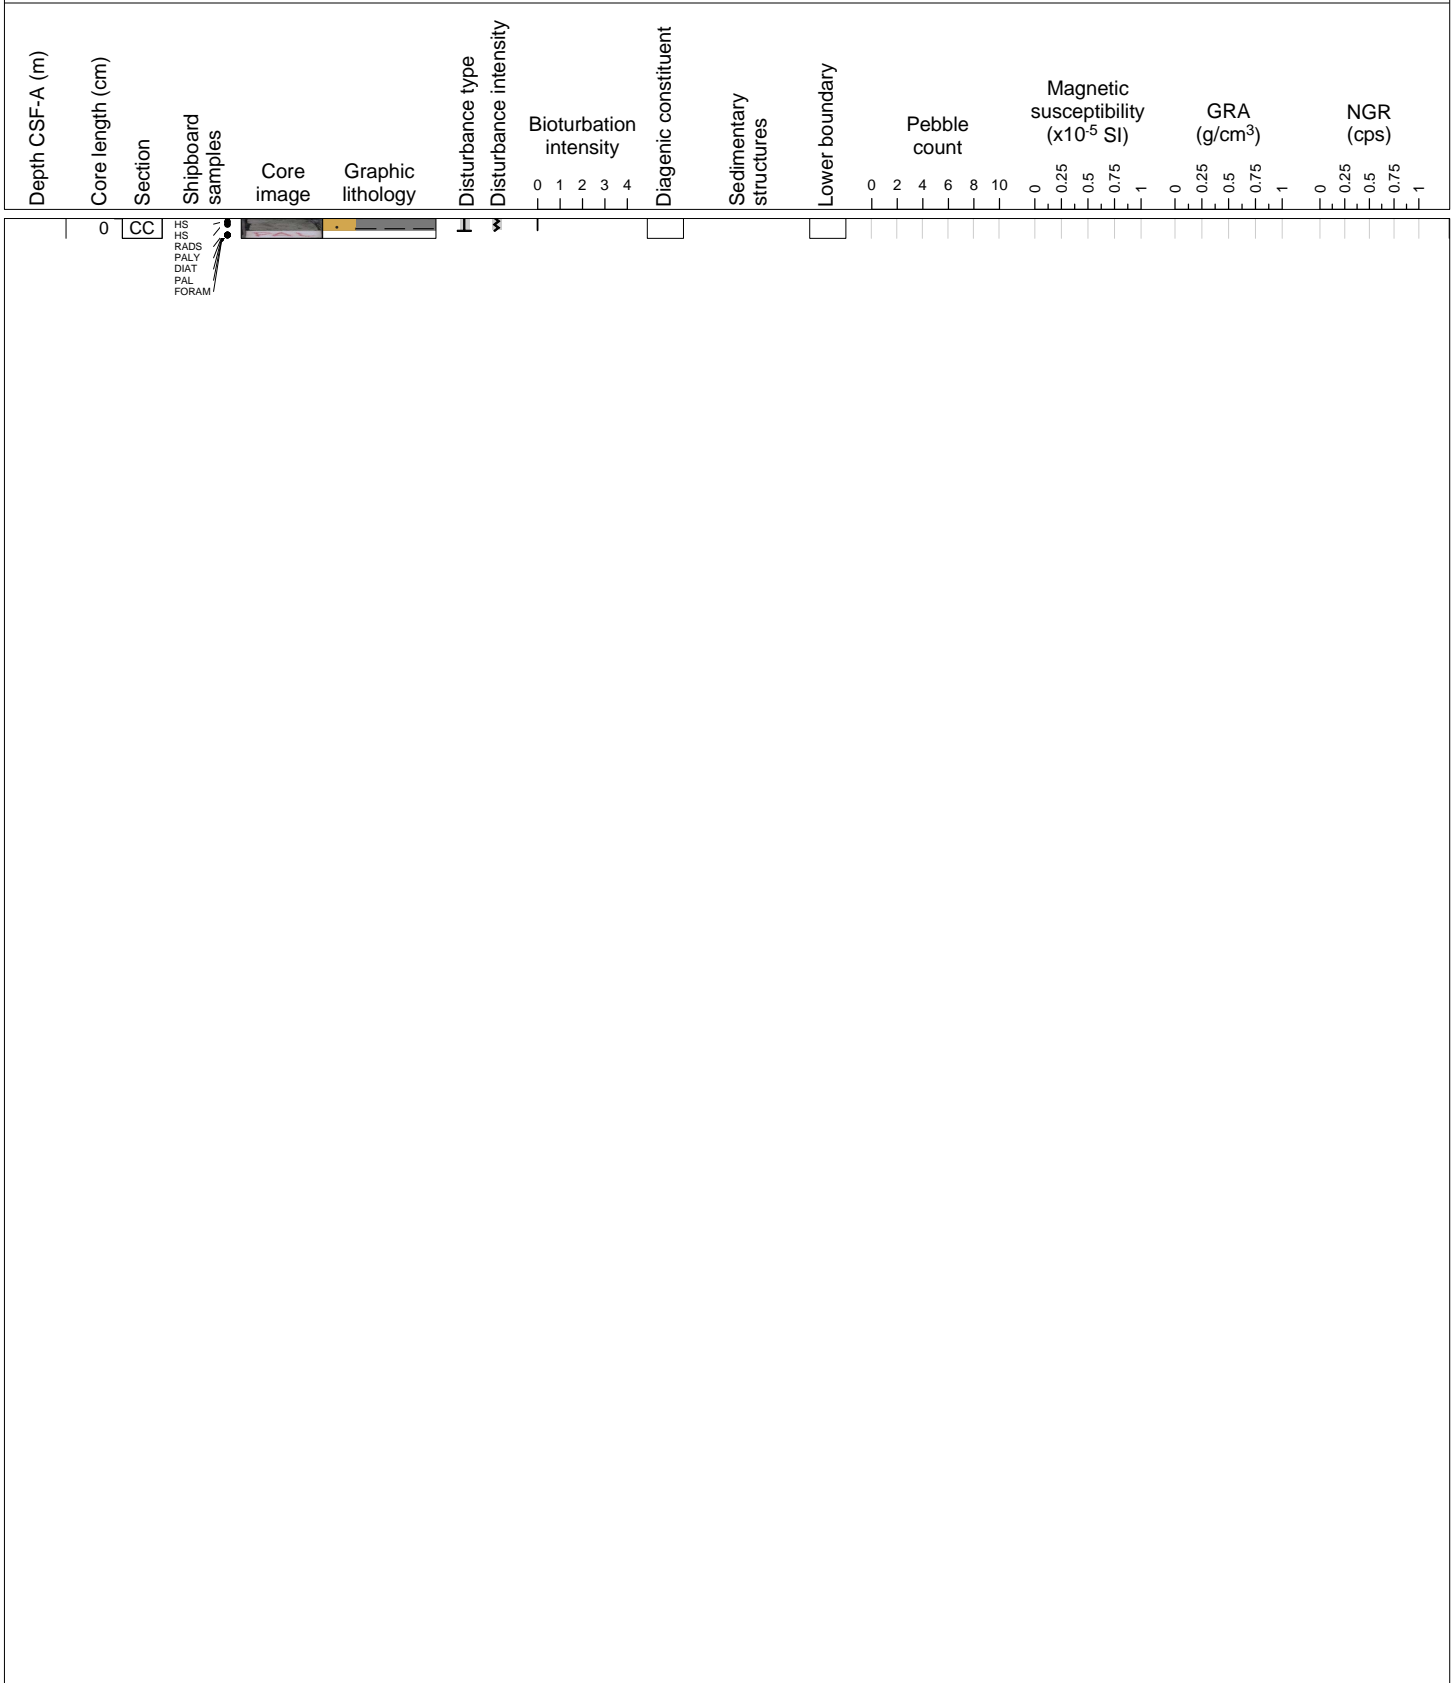 Depth CSF-A (m)
Core length (cm)
Section
Shipboard
samples
Core
image
Graphic
lithology
Disturbance type
Disturbance intensity
Bioturbation
intensity
0 1 2 3 4
Diagenic constituent
Sedimentary
structures
Lower boundary
Pebble
count
0 2 4 6 8 10
Magnetic
susceptibility
(x10-5 SI)
0 0.25 0.5 0.75 1
GRA
(g/cm3)
0 0.25 0.5 0.75 1
NGR
(cps)
0 0.25 0.5 0.75 1
0 CC HS
HS
RADS
PALY
DIAT
PAL
FORAM
PAL